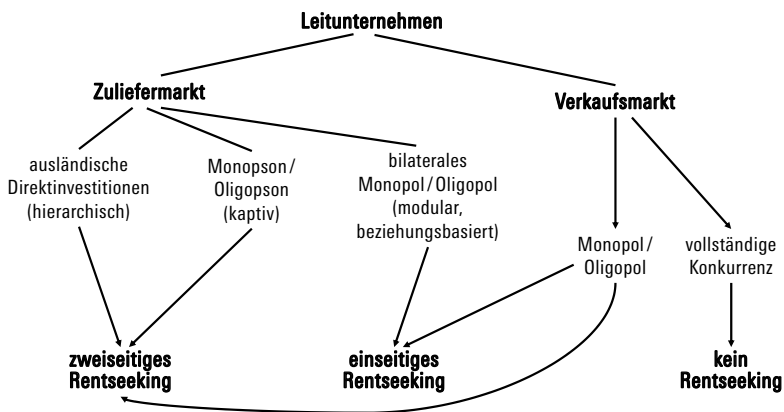 Leitunternehmen
Zuliefermarkt
Verkaufsmarkt
ausländische
Direktinvestitionen
(hierarchisch)
Monopson/
Oligopson
(kaptiv)
bilaterales
Monopol/Oligopol
(modular,
beziehungsbasiert)
Monopol/
Oligopol
vollständige
Konkurrenz
zweiseitiges
Rentseeking
einseitiges
Rentseeking
kein
Rentseeking